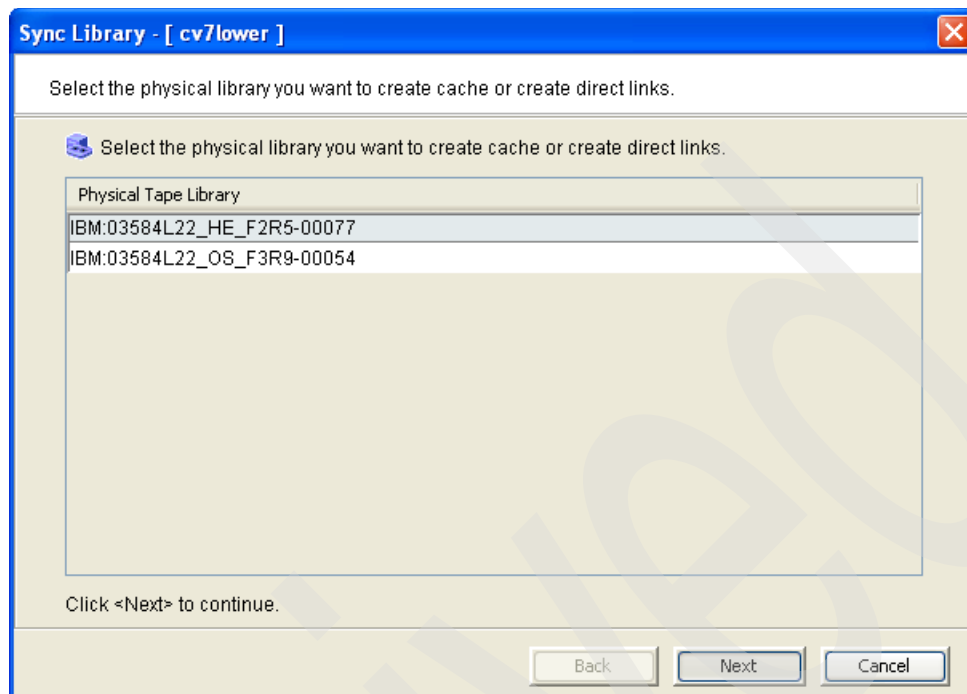 Sync Library - [ cv7lower ]
Select the physical library you want to create cache or create direct links.
Select the physical library you want to create cache or create direct links.
Physical Tape Library
IBM:03584L22_HE_F2R5-00077
IBM:03584L22_OS_F3R9-00054
Click <Next> to continue.
Back Next Cancel